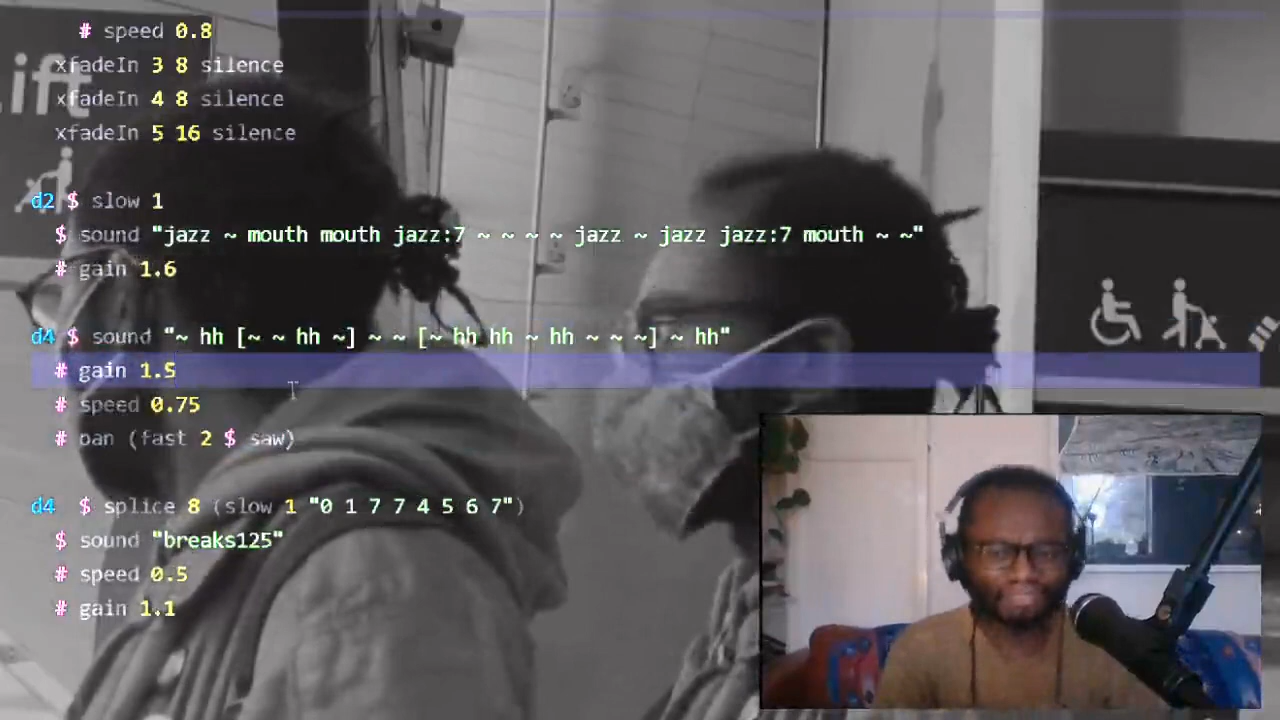 # speed 0.8
xfadeIn 3 8 silence
xfadeIn 4 8 silence
xfadeIn 5 16 silence
d2 $ slow 1
$ sound "jazz ~ mouth mouth jazz:7 ~ ~ ~ ~ jazz ~ jazz jazz:7 mouth ~ ~"
# gain 1.6
d4 $ sound "~ hh [~ ~ hh ~] ~ ~ [~ hh hh ~ hh ~ ~ ~] ~ hh"
# gain 1.5
# speed 0.75
# pan (fast 2 $ saw)
d4 $ splice 8 (slow 1 "0 1 7 7 4 5 6 7")
$ sound "breaks125"
# speed 0.5
# gain 1.1